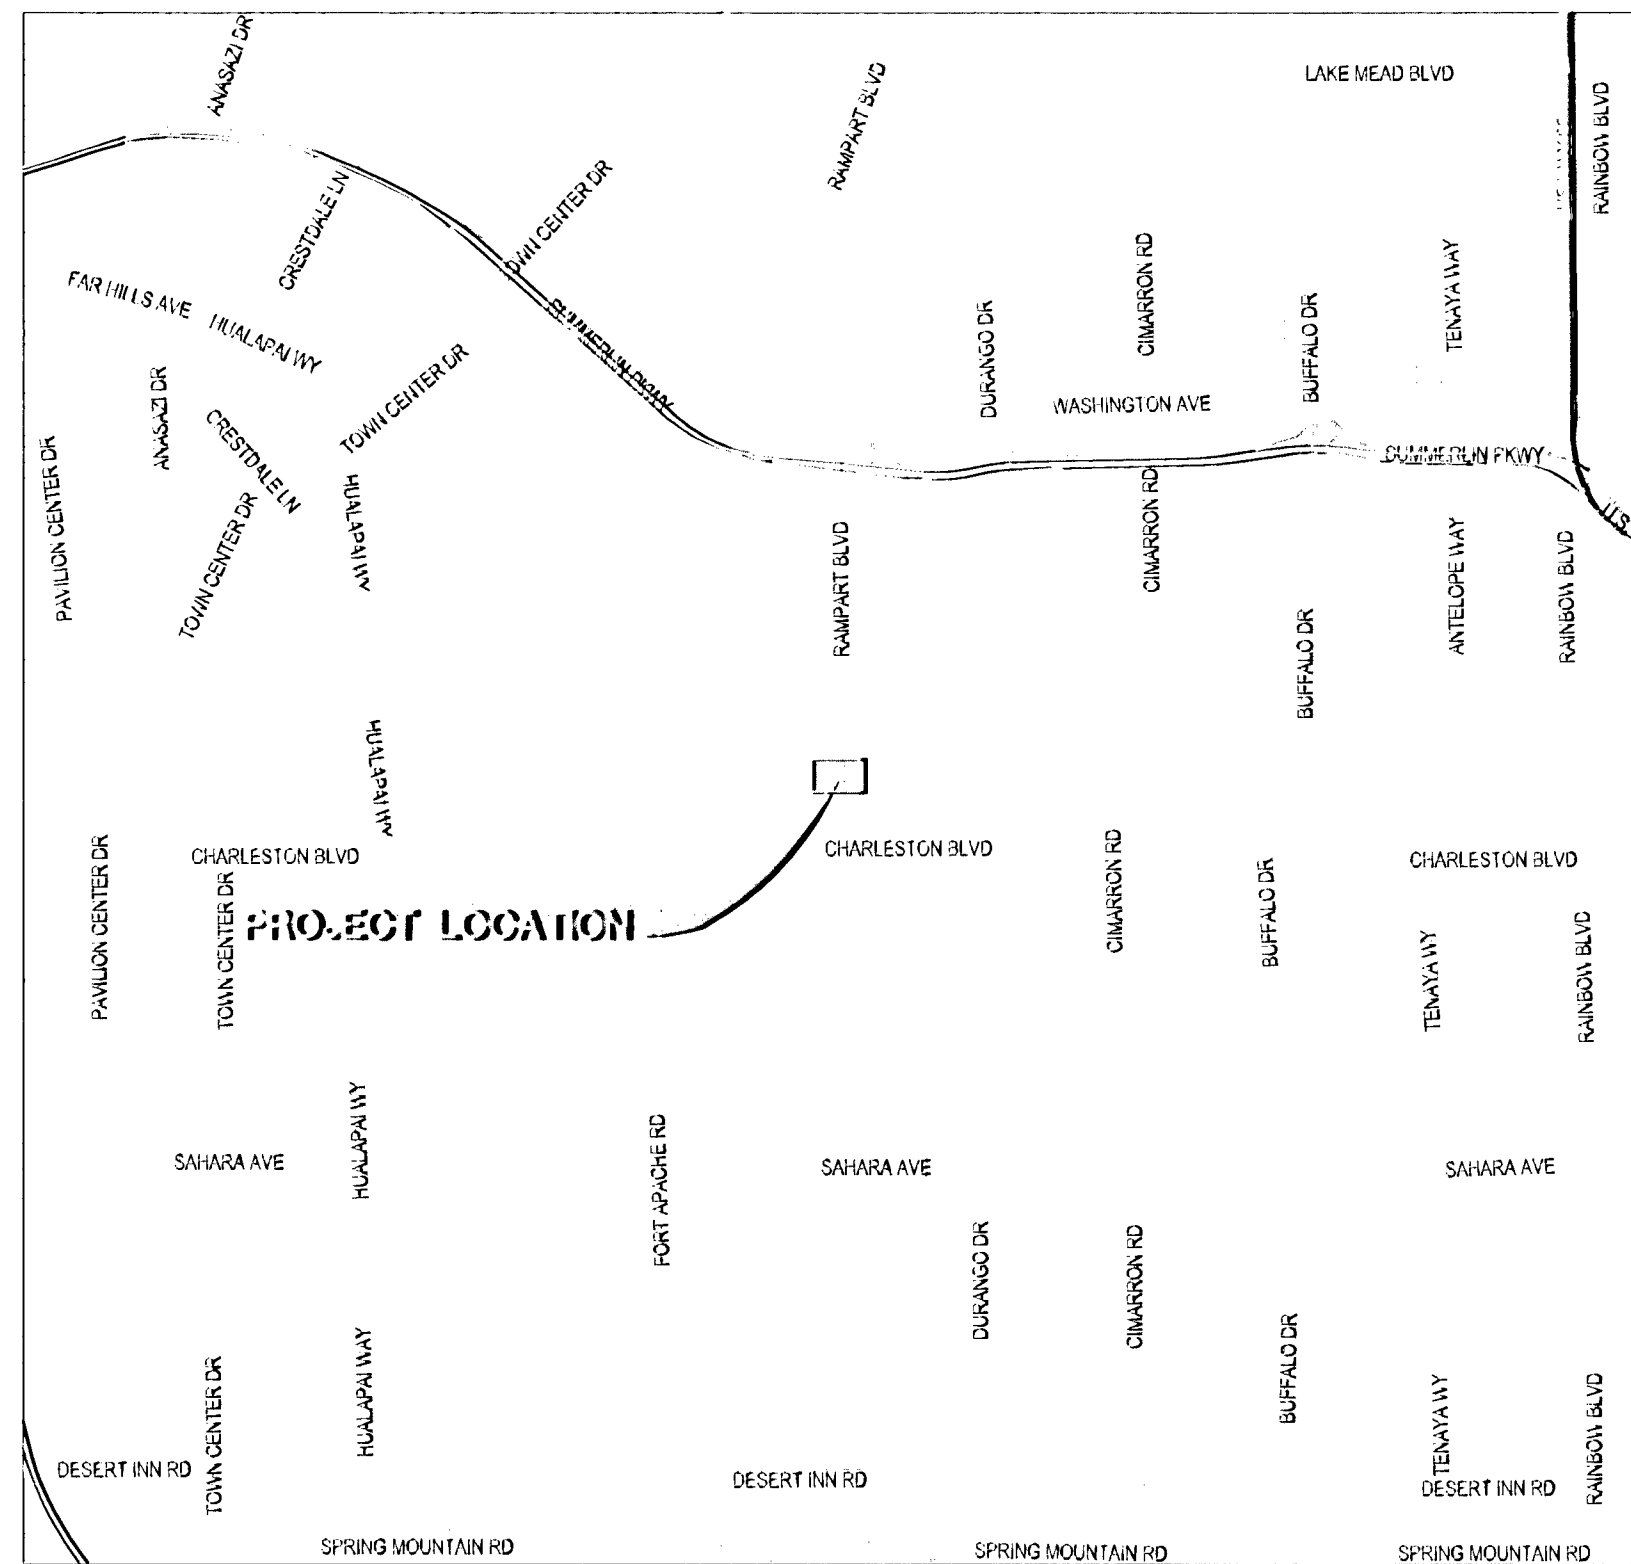 ANASAZI DR
LAKE MEAD BLVD
RAMPART BLVD
RAINBOW BLVD
CRESTDALE LN
OWN CENTER DR
FAR HILLS AVE
HUALAPAI WY
SUMMERLIN PKWY
TOWN CENTER DR
DURANGO DR
CIMARRON RD
BUFFALO DR
TENAYA WAY
WASHINGTON AVE
ANASAZI DR
CRESTDALE LN
PAVILION CENTER DR
TOWN CENTER DR
HUALAPAI WY
SUMMERLIN PKWY
U.S.
CIMARRON RD
RAMPART BLVD
ANTELOPE WAY
RAINBOW BLVD
BUFFALO DR
HUALAPAI WY
CHARLESTON BLVD
CHARLESTON BLVD
CHARLESTON BLVD
PAVILION CENTER DR
TOWN CENTER DR
PROJECT LOCATION
CIMARRON RD
BUFFALO DR
TENAYA WY
RAINBOW BLVD
HUALAPAI WY
FORT APACHE RD
SAHARA AVE
SAHARA AVE
SAHARA AVE
DURANGO DR
CIMARRON RD
BUFFALO DR
HUALAPAI WAY
TOWN CENTER DR
TENAYA WY
RAINBOW BLVD
DESERT INN RD
DESERT INN RD
DESERT INN RD
SPRING MOUNTAIN RD
SPRING MOUNTAIN RD
SPRING MOUNTAIN RD